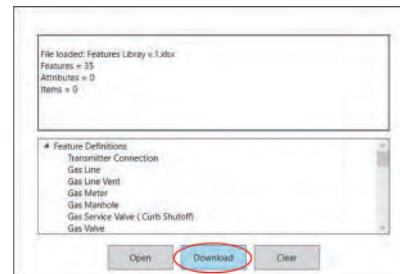 File loaded: Features Libray v.1.xlsx
Features = 35
Attributes = 0
Items = 0
Feature Definitions
Transmitter Connection
Gas Line
Gas Line Vent
Gas Meter
Gas Manhole
Gas Service Valve ( Curb Shutoff)
Gas Valve
Open
Download
Clear